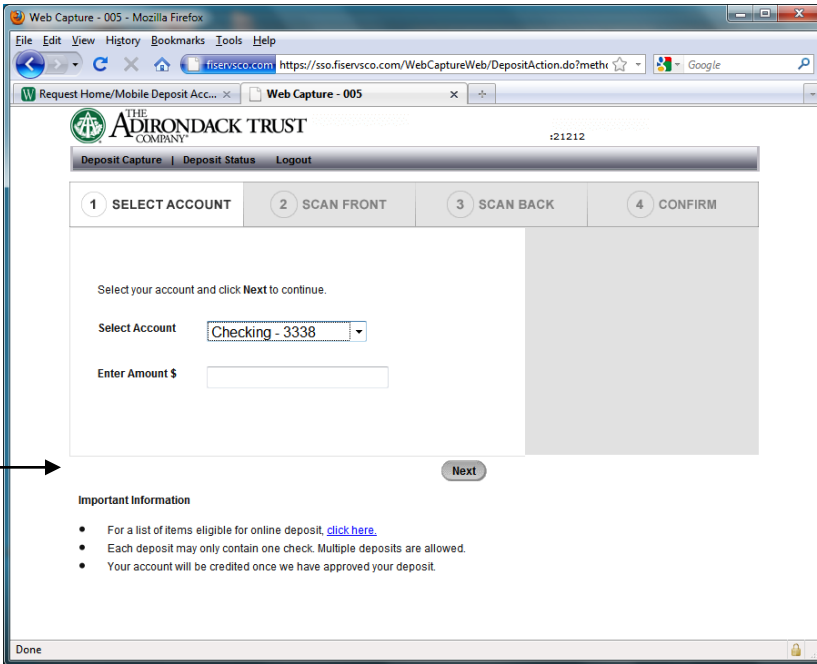 Web Capture - 005 - Mozilla Firefox
File Edit View History Bookmarks Tools Help
fiservsco.com https://sso.fiservsco.com/WebCaptureWeb/DepositAction.do?metho Google
Request Home/Mobile Deposit Acc... Web Capture - 005
THE
ADIRONDACK TRUST
COMPANY
:21212
Deposit Capture | Deposit Status Logout
1 SELECT ACCOUNT 2 SCAN FRONT 3 SCAN BACK 4 CONFIRM
Select your account and click Next to continue.
Select Account Checking - 3338
Enter Amount $
Next
Important Information
• For a list of items eligible for online deposit, click here.
• Each deposit may only contain one check. Multiple deposits are allowed.
• Your account will be credited once we have approved your deposit.
Done